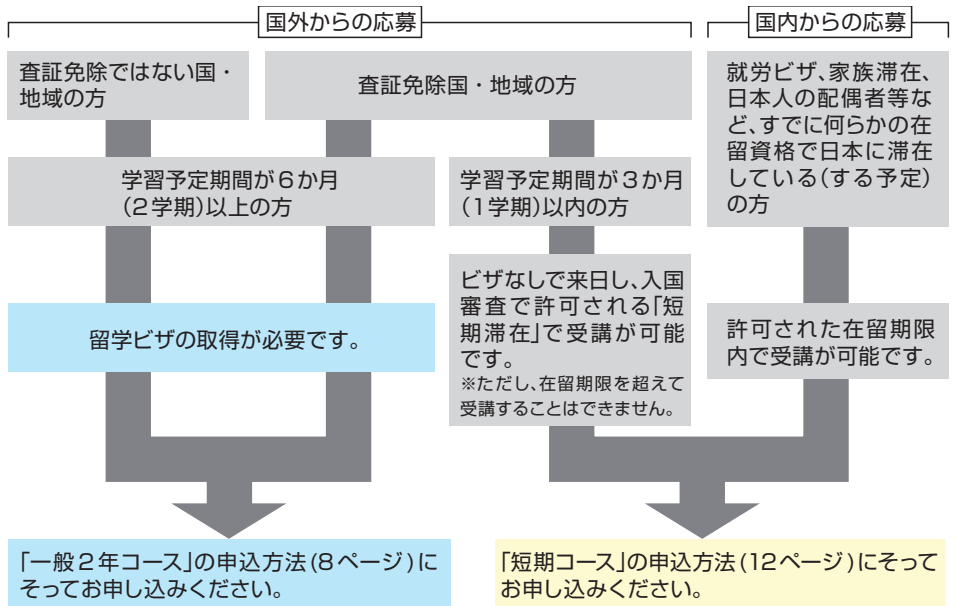 国外からの応募
国内からの応募
査証免除ではない国・
地域の方
査証免除国・地域の方
就労ビザ、家族滞在、
日本人の配偶者等な
ど、すでに何らかの在
留資格で日本に滞在
している(する予定)
の方
学習予定期間が6か月
(2学期)以上の方
学習予定期間が3か月
(1学期)以内の方
留学ビザの取得が必要です。
ビザなしで来日し、入国
審査で許可される「短
期滞在」で受講が可能
です。
※ただし、在留期限を超えて
受講することはできません。
許可された在留期限
内で受講が可能です。
「一般2年コース」の申込方法(8ページ)に
そってお申し込みください。
「短期コース」の申込方法(12ページ)にそって
お申し込みください。